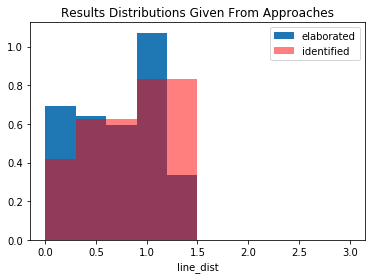 Results Distributions Given From Approaches
elaborated
identified
1.0
0.8
0.6
0.4
0.2
0.0
0.0 0.5 1.0 1.5 2.0 2.5 3.0
line_dist